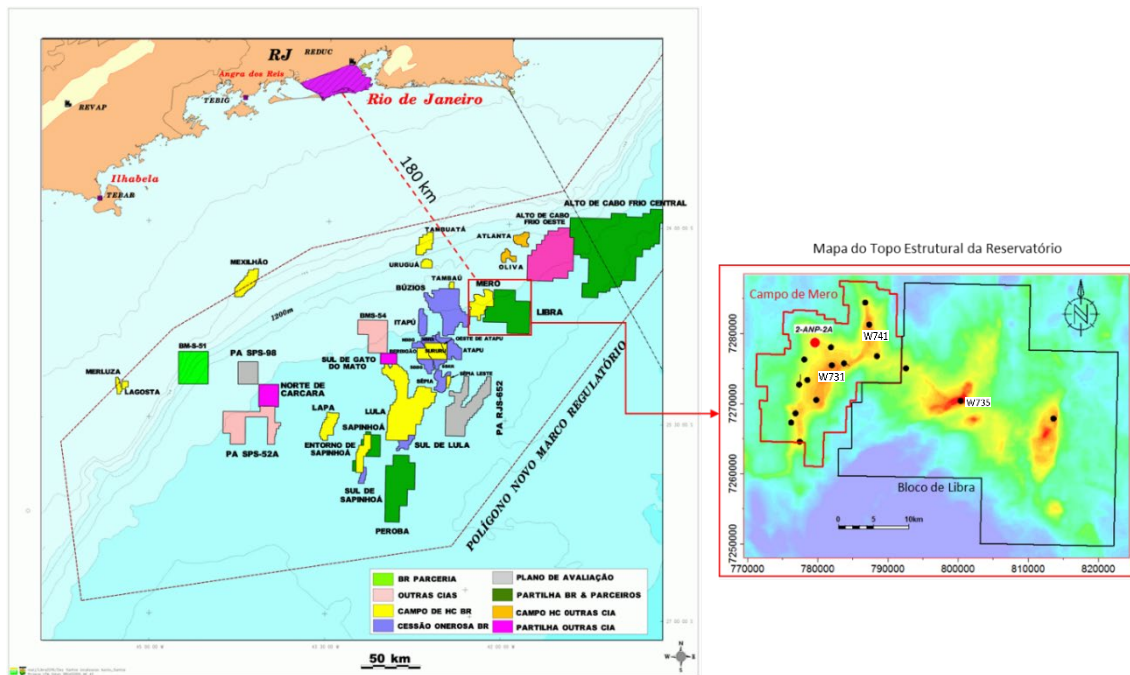 RJ
REDUC
Angra dos Reis
TEBIG
REVAP
Rio de Janeiro
Ilhabela
TEBAR
180 km
ALTO DE CABO FRIO CENTRAL
ALTO DE CABO
FRIO OESTE
TAMBUATÁ
ATLANTA
URUGUÁ
OLIVA
MEXILHÃO
TAMBAÚ
MERO
BÚZIOS
LIBRA
1200m
BMS-54
ITAPÚ
OESTE DE ATAPU
SURURU
ATAPU
BM-S-51
PA SPS-98
SUL DE GATO
DO MATO
MERLUZA
LAGOSTA
NORTE DE
CARCARA
SÉPIA
SÉPIA LESTE
LAPA
LULA
PA RJS-652
SAPINHOÁ
PA SPS-52A
ENTORNO DE
SAPINHOÁ
SUL DE LULA
SUL DE
SAPINHOÁ
PEROBA
POLÍGONO NOVO MARCO REGULATÓRIO
BR PARCERIA
PLANO DE AVALIAÇÃO
OUTRAS CIAS
PARTILHA BR & PARCEIROS
CAMPO DE HC BR
CAMPO HC OUTRAS CIA
CESSÃO ONEROSA BR
PARTILHA OUTRAS CIA
50 km
N
W
E
S
Mapa do Topo Estrutural da Reservatório
Campo de Mero
2-ANP-2A
W741
W731
W735
Bloco de Libra
N
0 5 10km
7280000
7270000
7260000
7250000
770000 780000 790000 800000 810000 820000